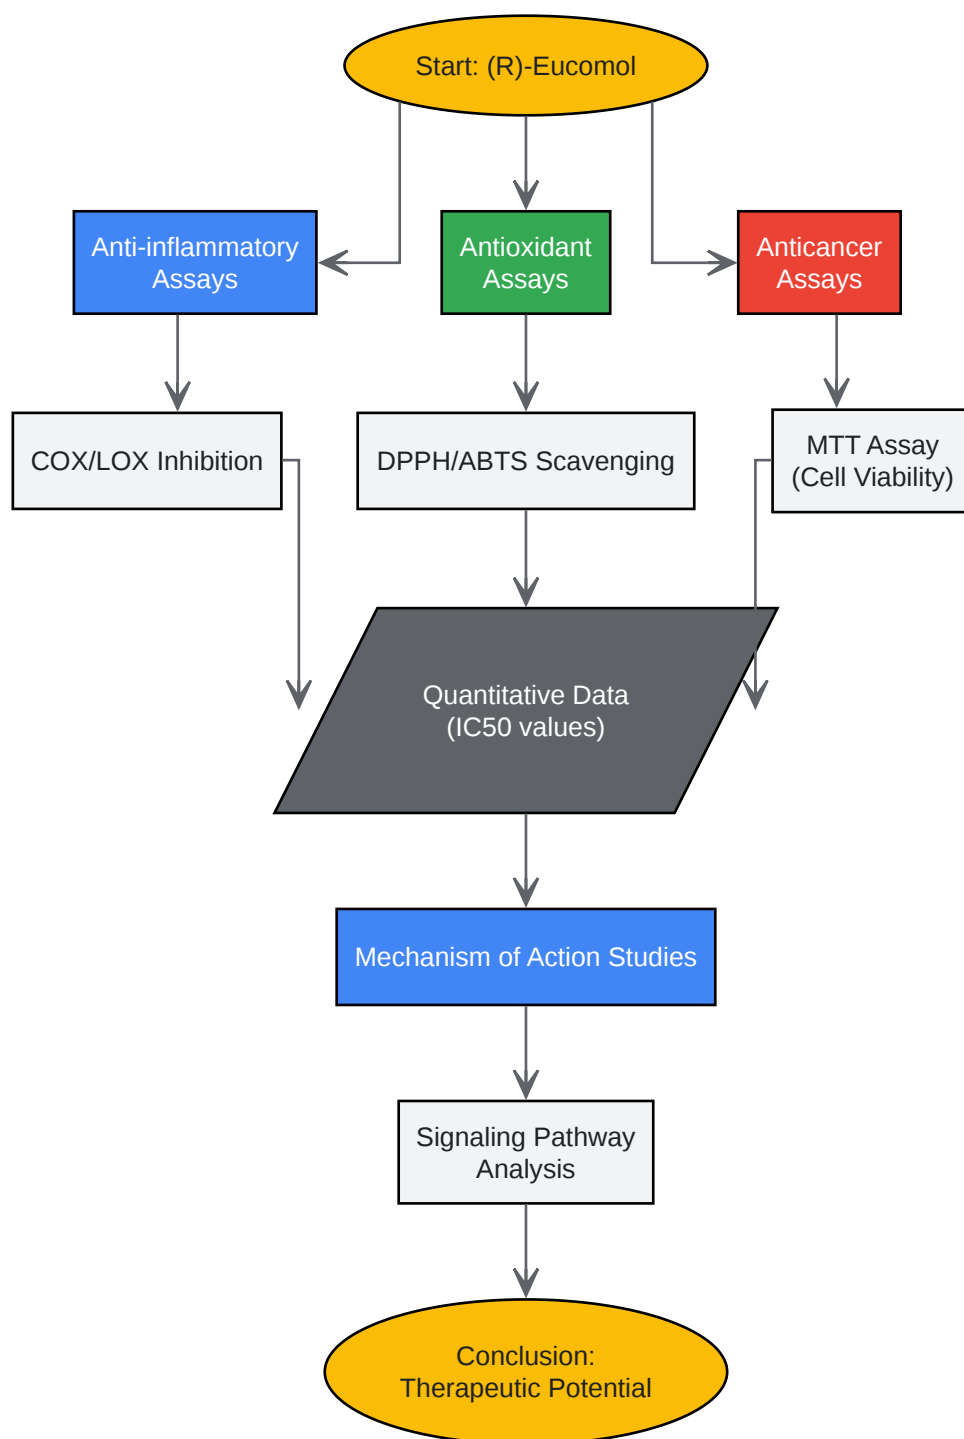 Start: (R)-Eucomol
Anti-inflammatory
Assays
Antioxidant
Assays
Anticancer
Assays
COX/LOX Inhibition
DPPH/ABTS Scavenging
MTT Assay
(Cell Viability)
Quantitative Data
(IC50 values)
Mechanism of Action Studies
Signaling Pathway
Analysis
Conclusion:
Therapeutic Potential